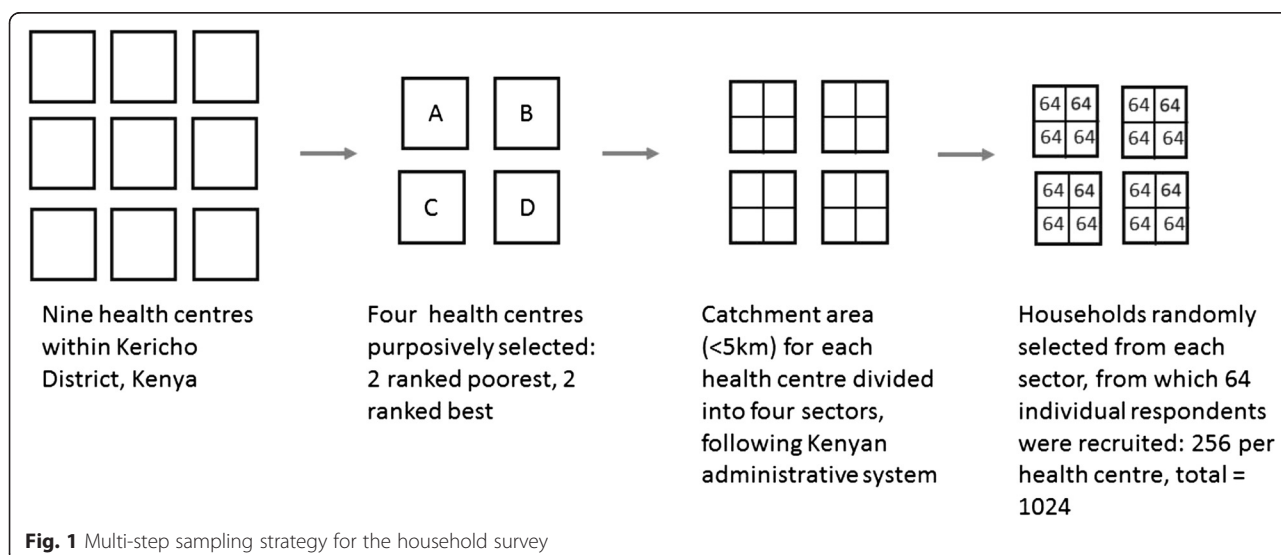 A B
C D
64 64 64 64
64 64 64 64
64 64 64 64
64 64 64 64
Nine health centres
within Kericho
District, Kenya
Four health centres
purposively selected:
2 ranked poorest, 2
ranked best
Catchment area
(<5km) for each
health centre divided
into four sectors,
following Kenyan
administrative system
Households randomly
selected from each
sector, from which 64
individual respondents
were recruited: 256 per
health centre, total =
1024
Fig. 1 Multi-step sampling strategy for the household survey